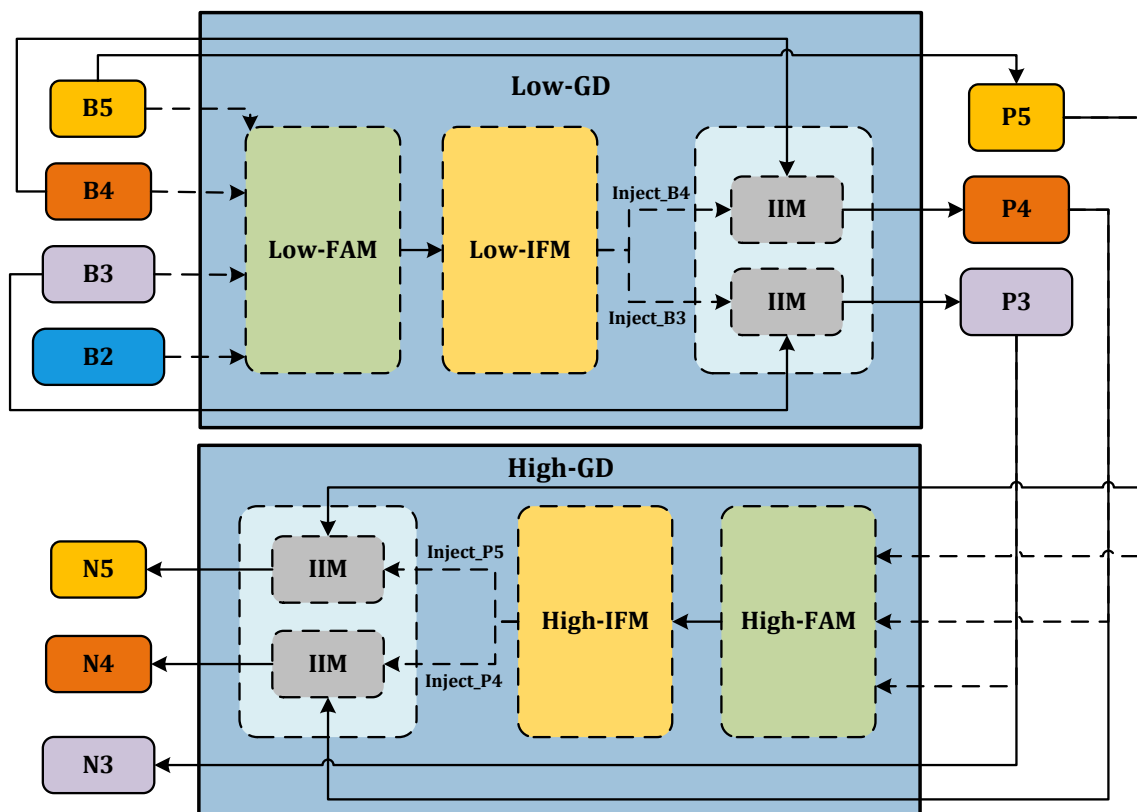 Low-GD
B5
P5
B4
Inject_B4
IIM
P4
Low-FAM
Low-IFM
B3
IIM
P3
Inject_B3
B2
High-GD
Inject_P5
N5
IIM
High-IFM
High-FAM
N4
IIM
Inject_P4
N3